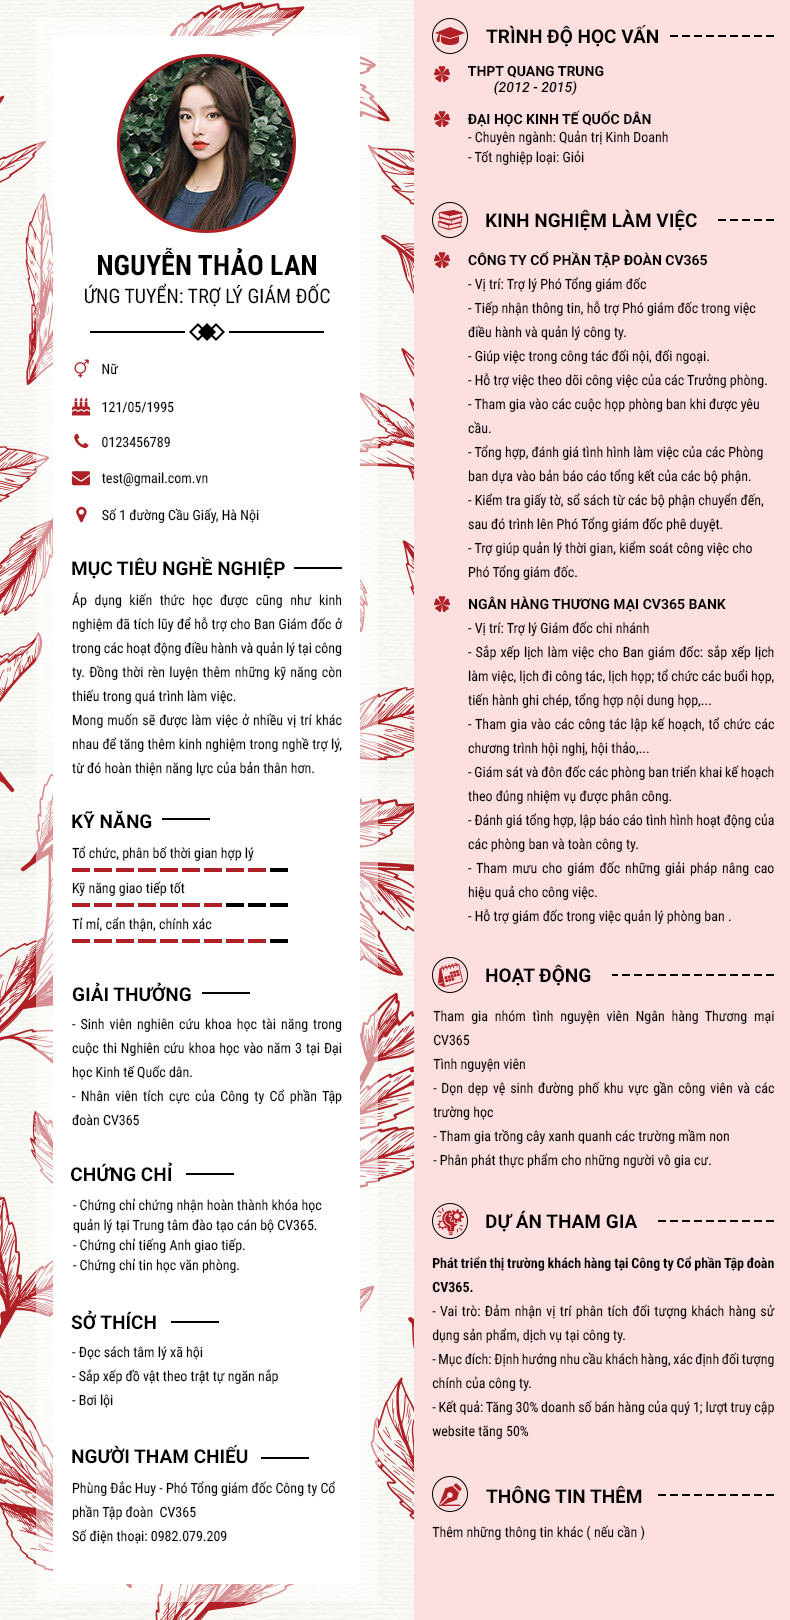 NGUYỄN THẢO LAN
ỨNG TUYỂN: TRỢ LÝ GIÁM ĐỐC
Nữ
121/05/1995
0123456789
test@gmail.com.vn
Số 1 đường Cầu Giấy, Hà Nội
MỤC TIÊU NGHỀ NGHIỆP
Áp dụng kiến thức học được cũng như kinh
nghiệm đã tích lũy để hỗ trợ cho Ban Giám đốc ở
trong các hoạt động điều hành và quản lý tại công
ty. Đồng thời rèn luyện thêm những kỹ năng còn
thiếu trong quá trình làm việc.
Mong muốn sẽ được làm việc ở nhiều vị trí khác
nhau để tăng thêm kinh nghiệm trong nghề trợ lý,
từ đó hoàn thiện năng lực của bản thân hơn.
KỸ NĂNG
Tổ chức, phân bố thời gian hợp lý
Kỹ năng giao tiếp tốt
Tỉ mỉ, cẩn thận, chính xác
GIẢI THƯỞNG
- Sinh viên nghiên cứu khoa học tài năng trong
cuộc thi Nghiên cứu khoa học vào năm 3 tại Đại
học Kinh tế Quốc dân.
- Nhân viên tích cực của Công ty Cổ phần Tập
đoàn CV365
CHỨNG CHỈ
- Chứng chỉ chứng nhận hoàn thành khóa học
quản lý tại Trung tâm đào tạo cán bộ CV365.
- Chứng chỉ tiếng Anh giao tiếp.
- Chứng chỉ tin học văn phòng.
SỞ THÍCH
- Đọc sách tâm lý xã hội
- Sắp xếp đồ vật theo trật tự ngăn nắp
- Bơi lội
NGƯỜI THAM CHIẾU
Phùng Đắc Huy - Phó Tổng giám đốc Công ty Cổ
phần Tập đoàn CV365
Số điện thoại: 0982.079.209
TRÌNH ĐỘ HỌC VẤN
THPT QUANG TRUNG
(2012 - 2015)
ĐẠI HỌC KINH TẾ QUỐC DÂN
- Chuyên ngành: Quản trị Kinh Doanh
- Tốt nghiệp loại: Giỏi
KINH NGHIỆM LÀM VIỆC
CÔNG TY CỔ PHẦN TẬP ĐOÀN CV365
- Vị trí: Trợ lý Phó Tổng giám đốc
- Tiếp nhận thông tin, hỗ trợ Phó giám đốc trong việc
điều hành và quản lý công ty.
- Giúp việc trong công tác đối nội, đối ngoại.
- Hỗ trợ việc theo dõi công việc của các Trưởng phòng.
- Tham gia vào các cuộc họp phòng ban khi được yêu
cầu.
- Tổng hợp, đánh giá tình hình làm việc của các Phòng
ban dựa vào bản báo cáo tổng kết của các bộ phận.
- Kiểm tra giấy tờ, sổ sách từ các bộ phận chuyển đến,
sau đó trình lên Phó Tổng giám đốc phê duyệt.
- Trợ giúp quản lý thời gian, kiểm soát công việc cho
Phó Tổng giám đốc.
NGÂN HÀNG THƯƠNG MẠI CV365 BANK
- Vị trí: Trợ lý Giám đốc chi nhánh
- Sắp xếp lịch làm việc cho Ban giám đốc: sắp xếp lịch
làm việc, lịch đi công tác, lịch họp; tổ chức các buổi họp,
tiến hành ghi chép, tổng hợp nội dung họp,...
- Tham gia vào các công tác lập kế hoạch, tổ chức các
chương trình hội nghị, hội thảo,...
- Giám sát và đôn đốc các phòng ban triển khai kế hoạch
theo đúng nhiệm vụ được phân công.
- Đánh giá tổng hợp, lập báo cáo tình hình hoạt động của
các phòng ban và toàn công ty.
- Tham mưu cho giám đốc những giải pháp nâng cao
hiệu quả cho công việc.
- Hỗ trợ giám đốc trong việc quản lý phòng ban .
HOẠT ĐỘNG
Tham gia nhóm tình nguyện viên Ngân hàng Thương mại
CV365
Tình nguyện viên
- Dọn dẹp vệ sinh đường phố khu vực gần công viên và các
trường học
- Tham gia trồng cây xanh quanh các trường mầm non
- Phân phát thực phẩm cho những người vô gia cư.
DỰ ÁN THAM GIA
Phát triển thị trường khách hàng tại Công ty Cổ phần Tập đoàn
CV365.
- Vai trò: Đảm nhận vị trí phân tích đối tượng khách hàng sử
dụng sản phẩm, dịch vụ tại công ty.
- Mục đích: Định hướng nhu cầu khách hàng, xác định đối tượng
chính của công ty.
- Kết quả: Tăng 30% doanh số bán hàng của quý 1; lượt truy cập
website tăng 50%
THÔNG TIN THÊM
Thêm những thông tin khác ( nếu cần )